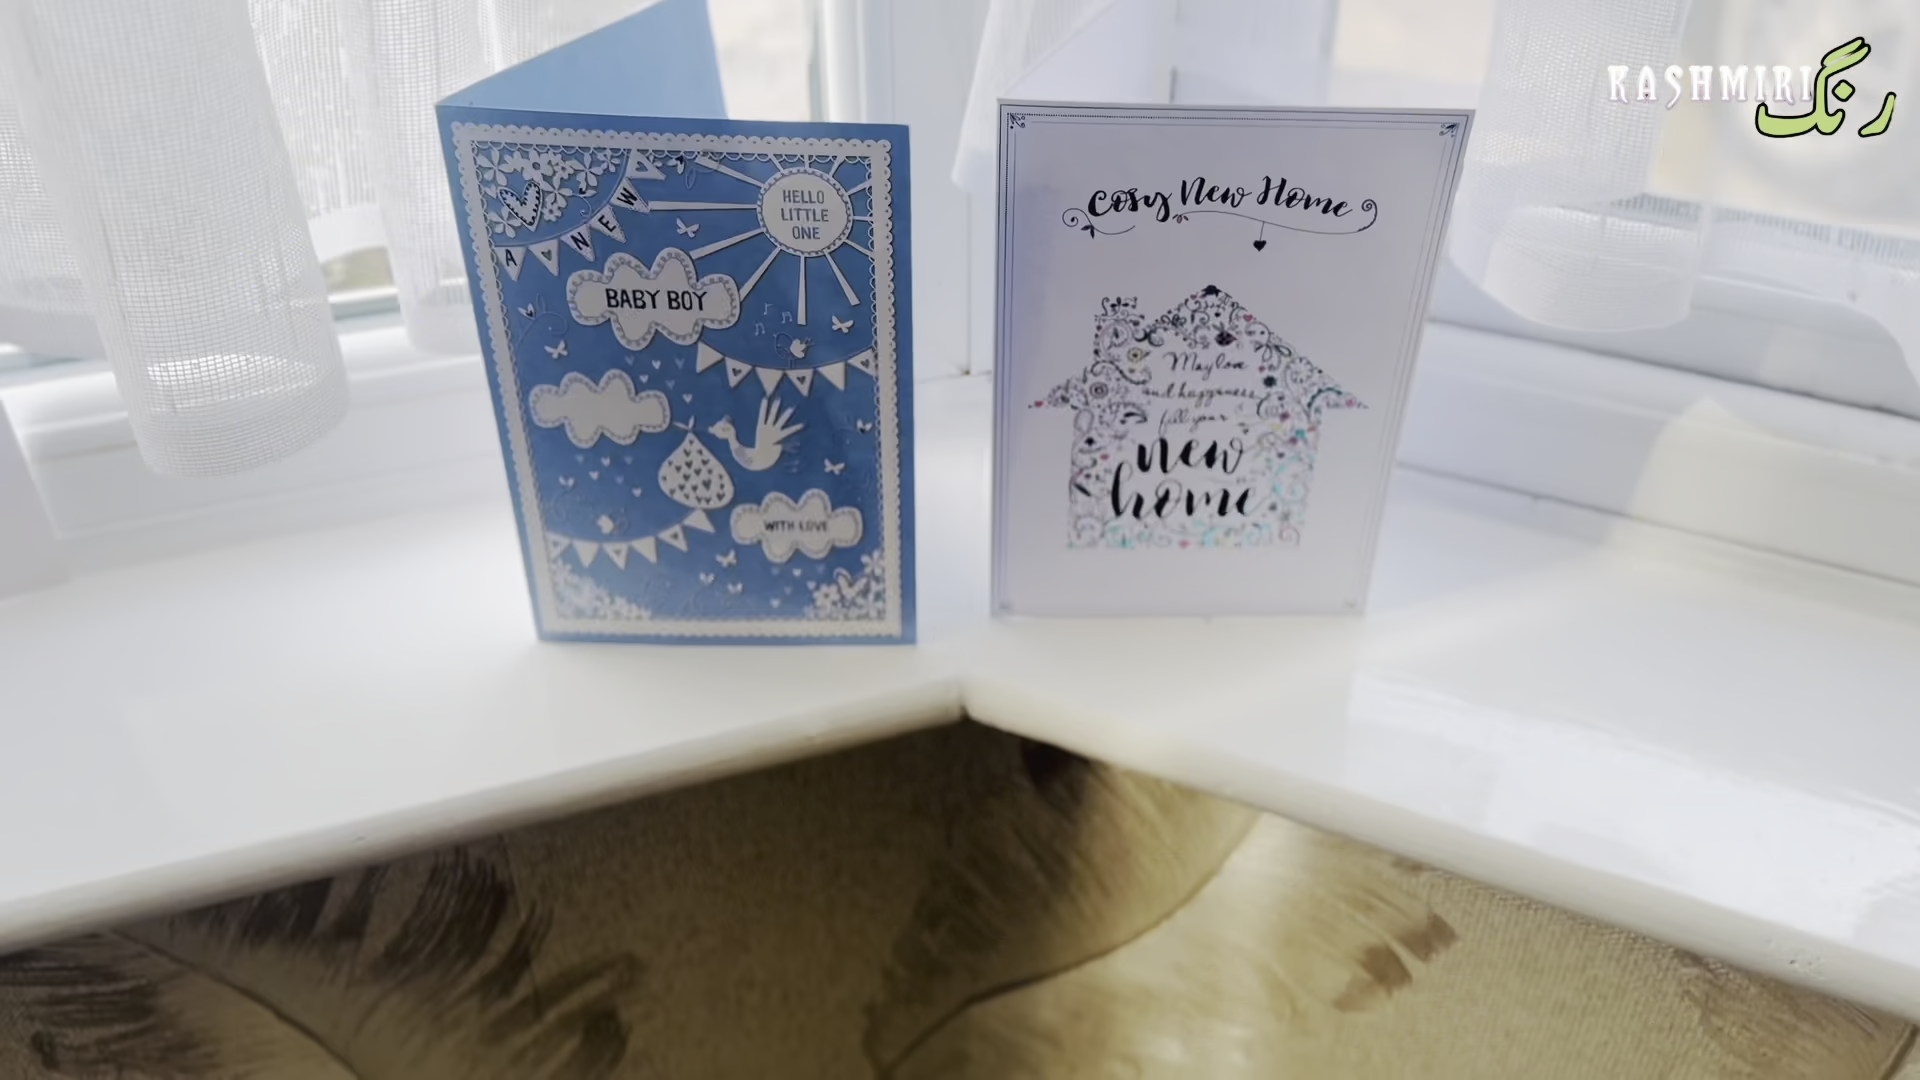 A NEW
BABY BOY
HELLO
LITTLE
ONE
WITH LOVE
Cosy New Home
May love
and happiness
fill your
new
home
KASHMIRI
رنگ